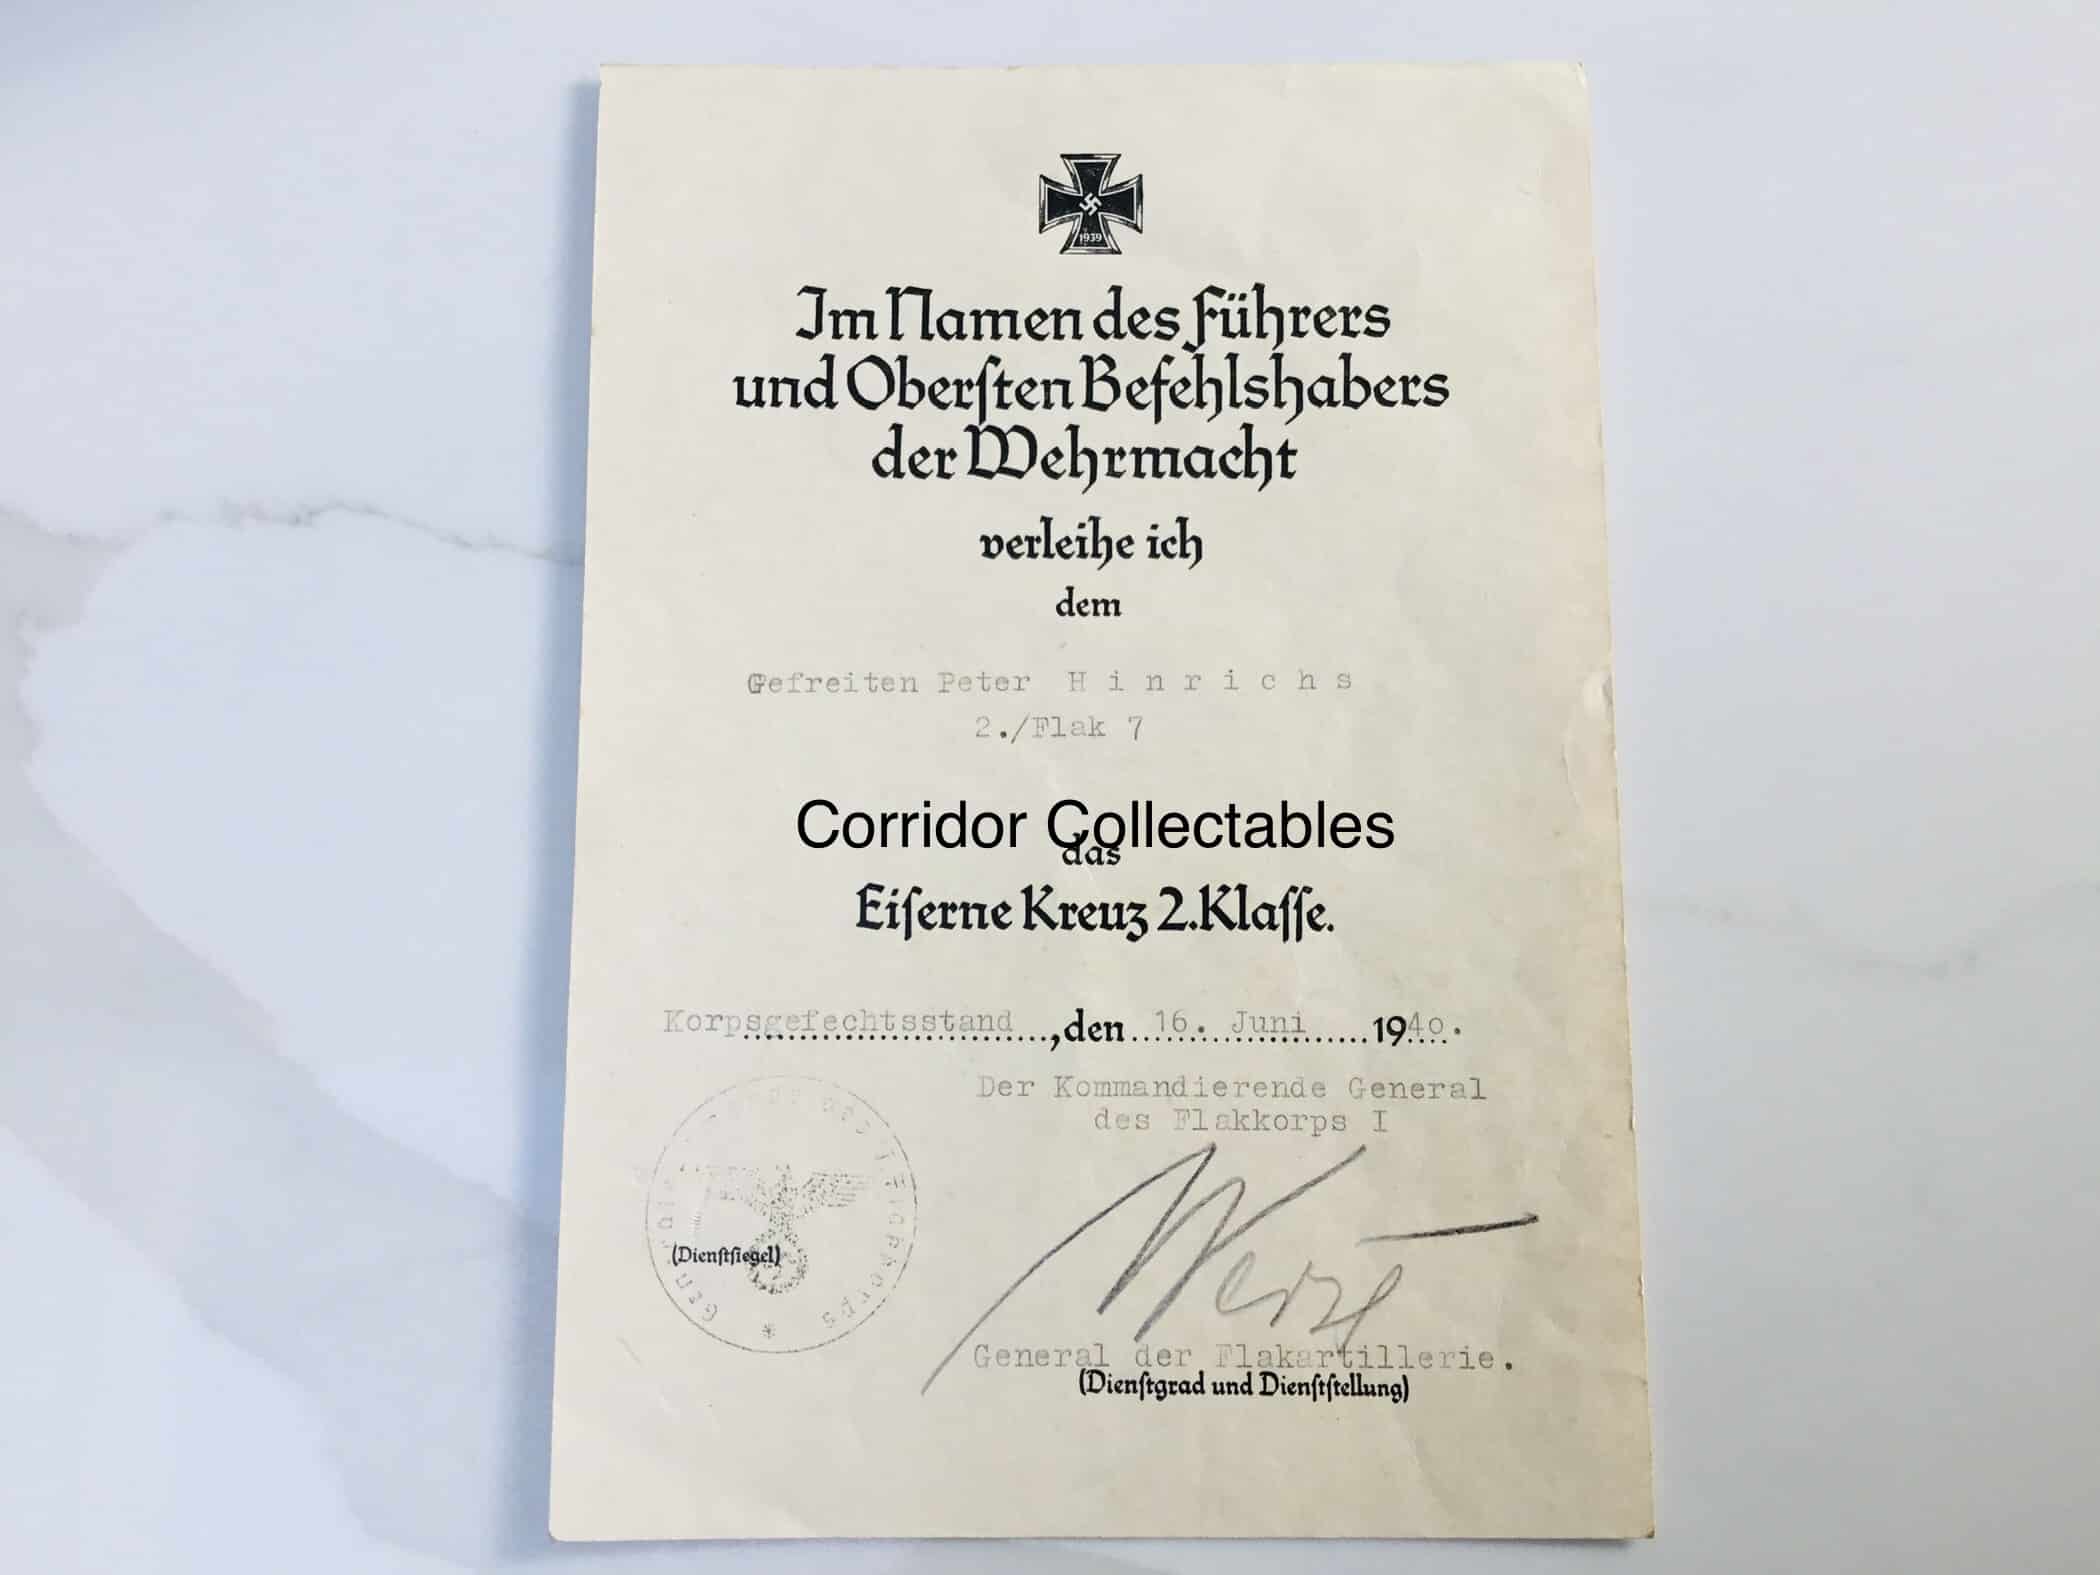 1939
Im Namen des Führers
und Oberſten Befehlshabers
der Wehrmacht
verleihe ich
dem
Gefreiten Peter H i n r i c h s
2./Flak 7
Corridor Collectables
das
Eiſerne Kreuz 2. Klaſſe.
Korpsgefechtsstand, den 16. Juni 1940.
Der Kommandierende General
des Flakkorps I
(Dienſtſiegel)
General der Flakartillerie.
(Dienſtgrad und Dienſtſtellung)